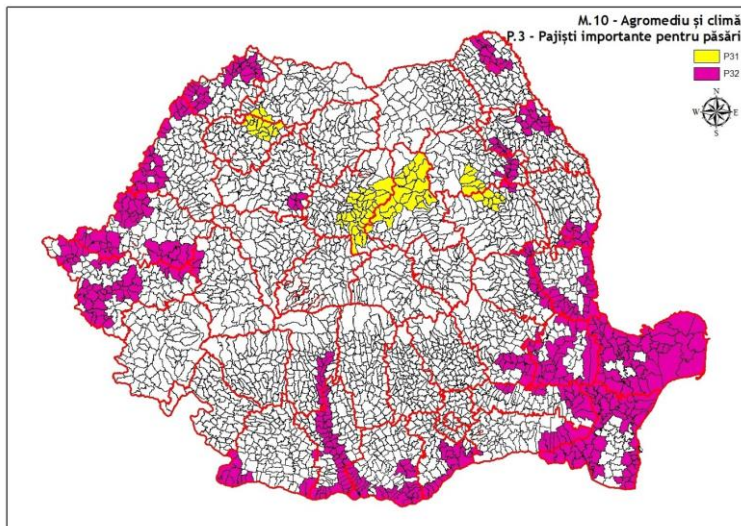 M.10 - Agromediu și climă
P.3 - Pajiști importante pentru păsări
P31
P32
N
W E
S